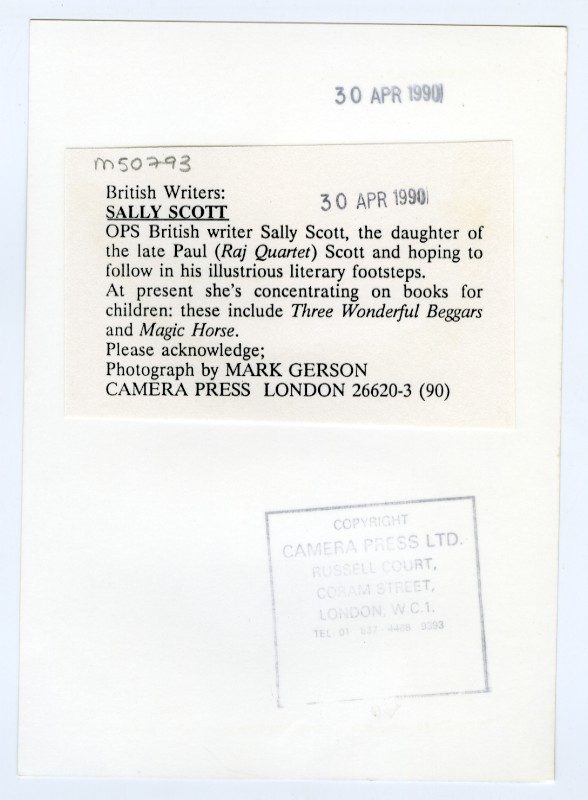 30 APR 1990
m50793
British Writers:
30 APR 1990
SALLY SCOTT
OPS British writer Sally Scott, the daughter of
the late Paul (Raj Quartet) Scott and hoping to
follow in his illustrious literary footsteps.
At present she's concentrating on books for
children: these include Three Wonderful Beggars
and Magic Horse.
Please acknowledge;
Photograph by MARK GERSON
CAMERA PRESS LONDON 26620-3 (90)
COPYRIGHT
CAMERA PRESS LTD.
RUSSELL COURT,
CORAM STREET,
LONDON, W C.1.
TEL 01